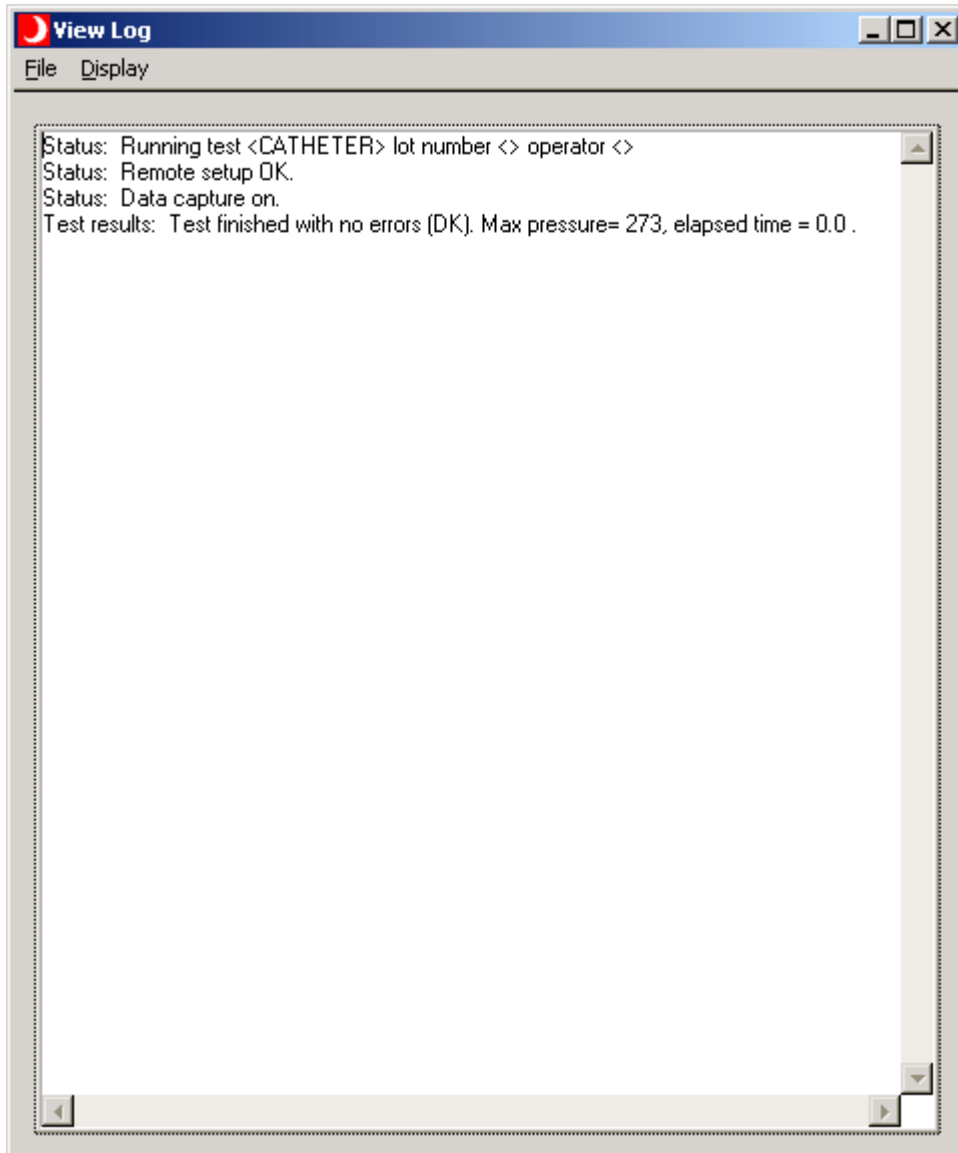 View Log
File Display
Status: Running test <CATHETER> lot number <> operator <>
Status: Remote setup OK.
Status: Data capture on.
Test results: Test finished with no errors (DK). Max pressure= 273, elapsed time = 0.0 .